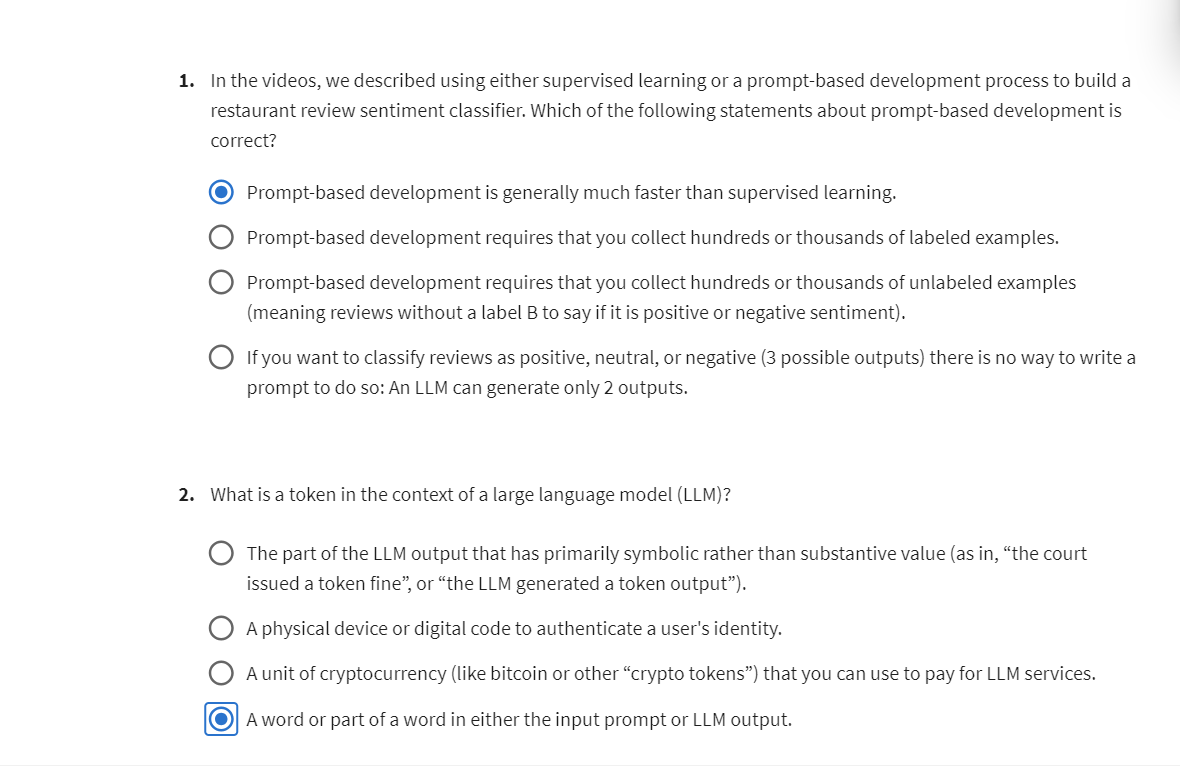 1. In the videos, we described using either supervised learning or a prompt-based development process to build a
restaurant review sentiment classifier. Which of the following statements about prompt-based development is
correct?
Prompt-based development is generally much faster than supervised learning.
Prompt-based development requires that you collect hundreds or thousands of labeled examples.
Prompt-based development requires that you collect hundreds or thousands of unlabeled examples
(meaning reviews without a label B to say if it is positive or negative sentiment).
If you want to classify reviews as positive, neutral, or negative (3 possible outputs) there is no way to write a
prompt to do so: An LLM can generate only 2 outputs.
2. What is a token in the context of a large language model (LLM)?
The part of the LLM output that has primarily symbolic rather than substantive value (as in, “the court
issued a token fine”, or “the LLM generated a token output”).
A physical device or digital code to authenticate a user's identity.
A unit of cryptocurrency (like bitcoin or other “crypto tokens”) that you can use to pay for LLM services.
A word or part of a word in either the input prompt or LLM output.